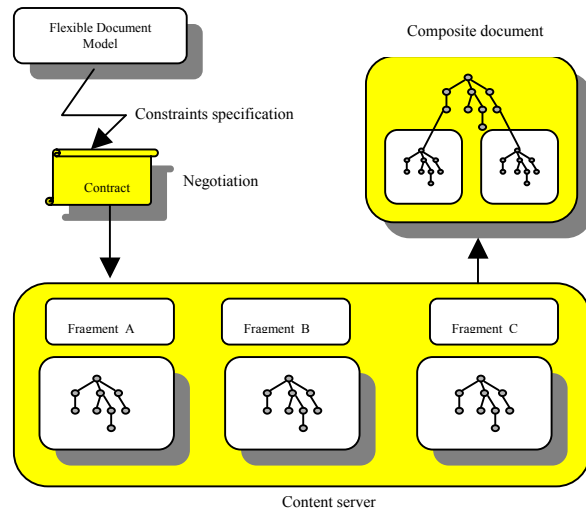 Flexible Document
Model
Composite document
Constraints specification
Contract
Negotiation
Fragment A
Fragment B
Fragment C
Content server